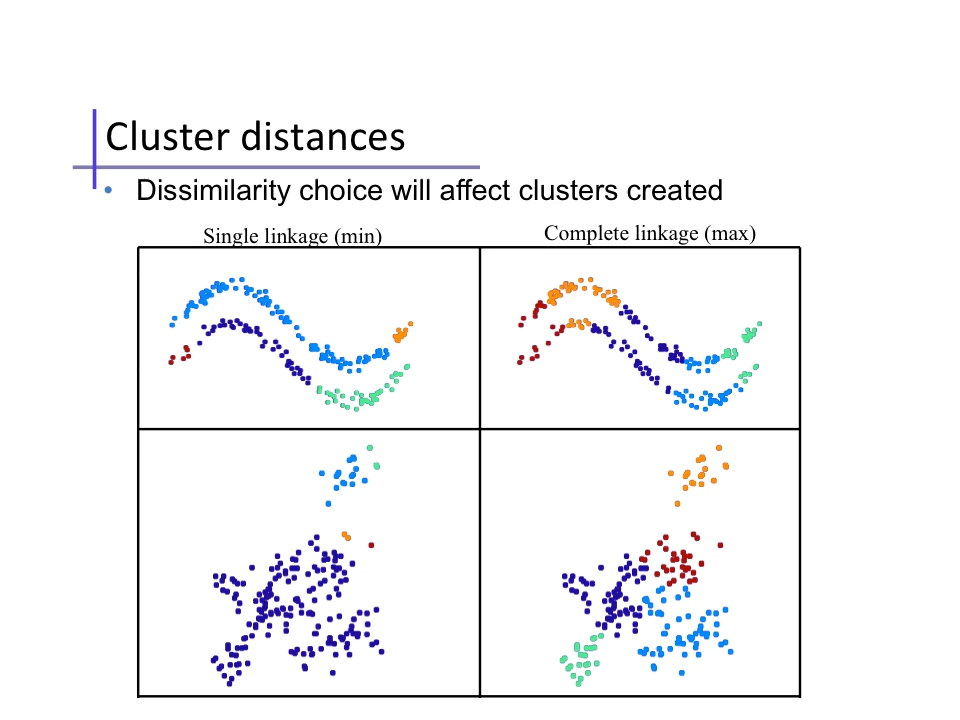 Cluster distances
• Dissimilarity choice will affect clusters created
Single linkage (min)
Complete linkage (max)